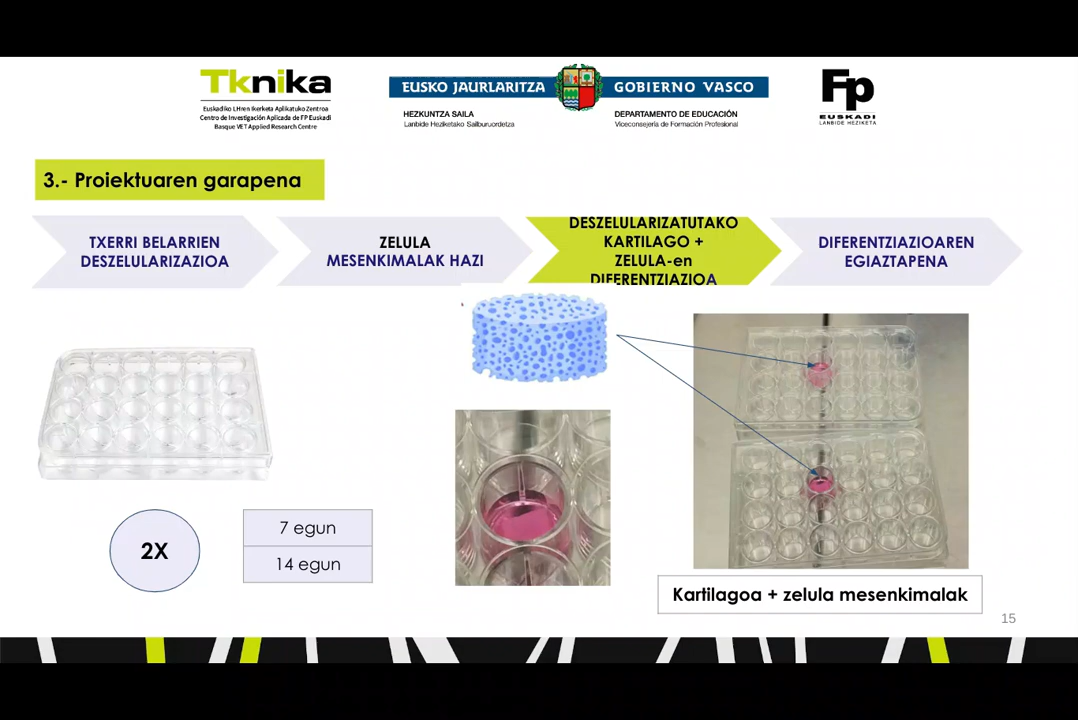 Tknika
Euskadiko LHren Ikerketa Aplikatuko Zentroa
Centro de Investigación Aplicada de FP Euskadi
Basque VET Applied Research Centre
EUSKO JAURLARITZA
GOBIERNO VASCO
HEZKUNTZA SAILA
Lanbide Heziketako Sailburuordetza
DEPARTAMENTO DE EDUCACIÓN
Viceconsejería de Formación Profesional
Fp
EUSKADI
LANBIDE HEZIKETA
3.- Proiektuaren garapena
TXERRI BELARRIEN
DESZELULARIZAZIOA
ZELULA
MESENKIMALAK HAZI
DESZELULARIZATUTAKO
KARTILAGO +
ZELULA-en
DIFERENTZIAZIOA
DIFERENTZIAZIOAREN
EGIAZTAPENA
2X
7 egun
14 egun
Kartilagoa + zelula mesenkimalak
15